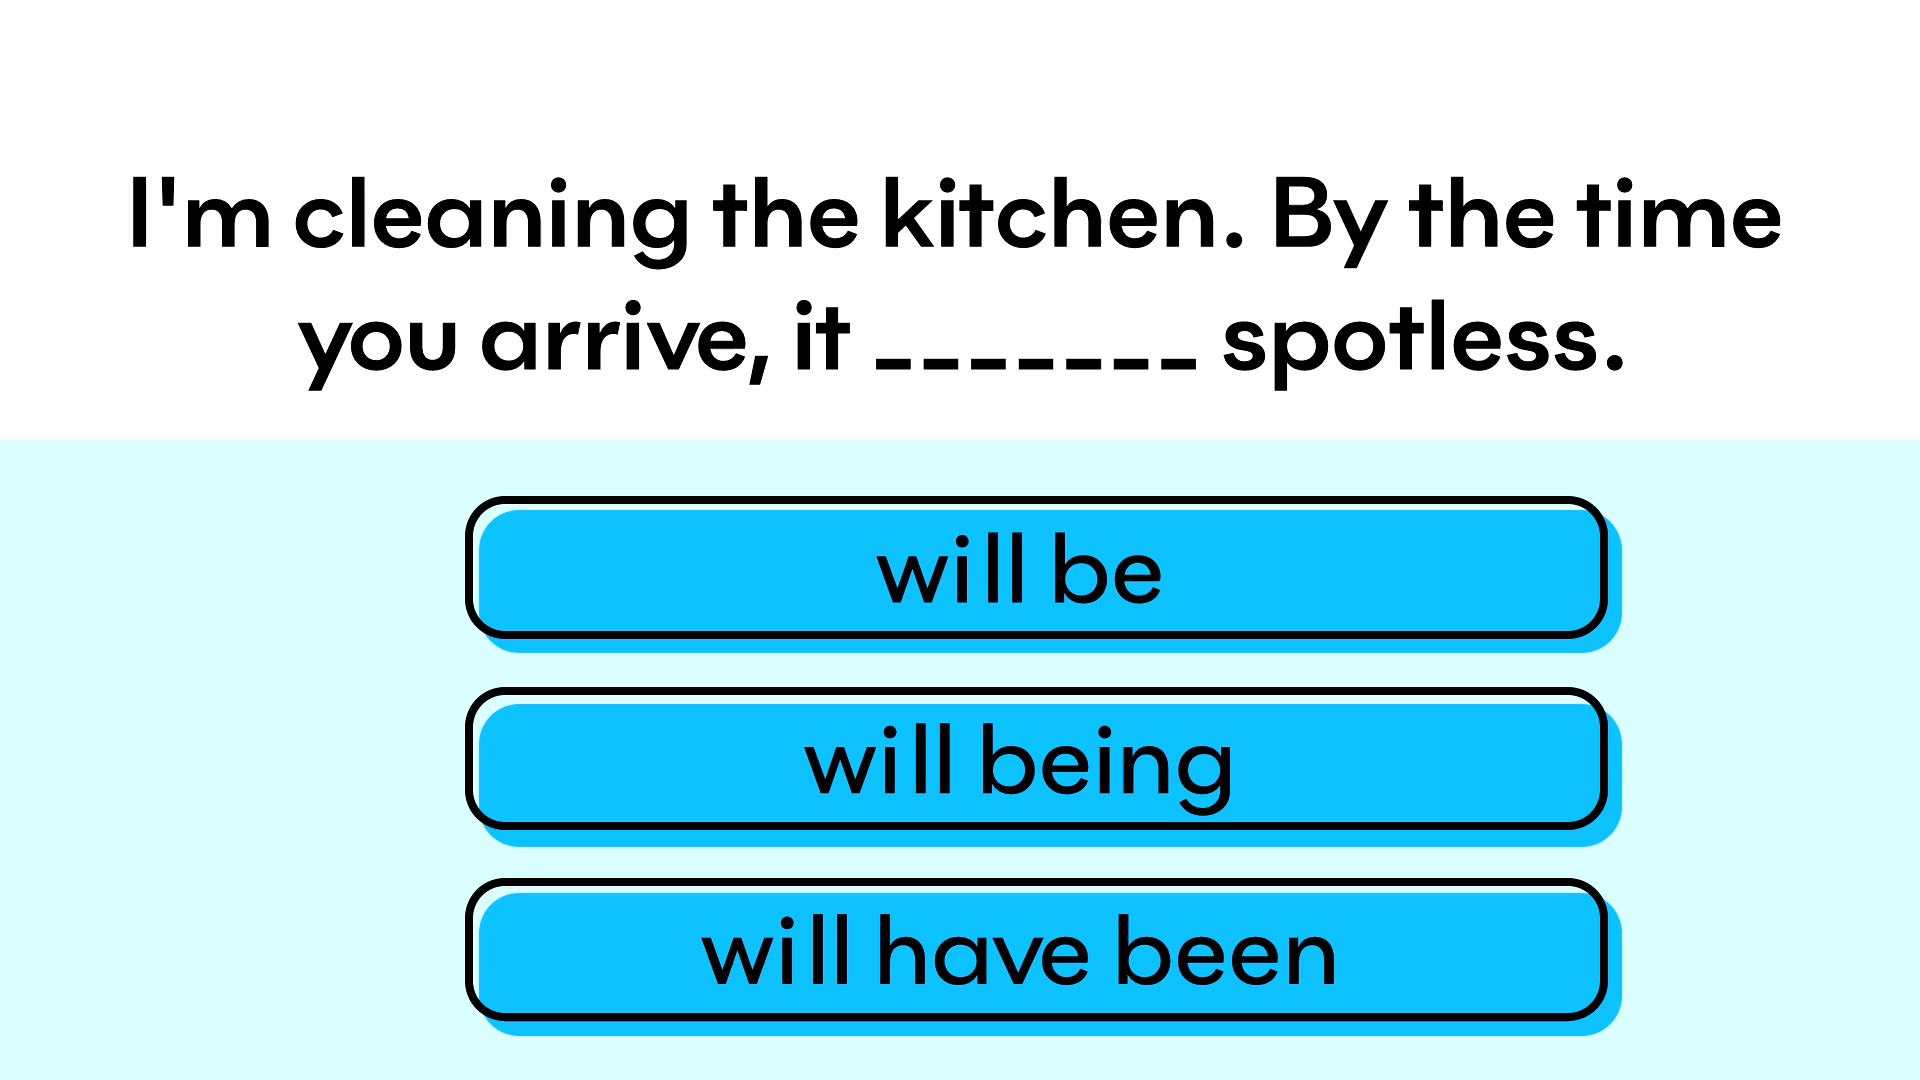 I'm cleaning the kitchen. By the time
you arrive, it _______ spotless.
will be
will being
will have been